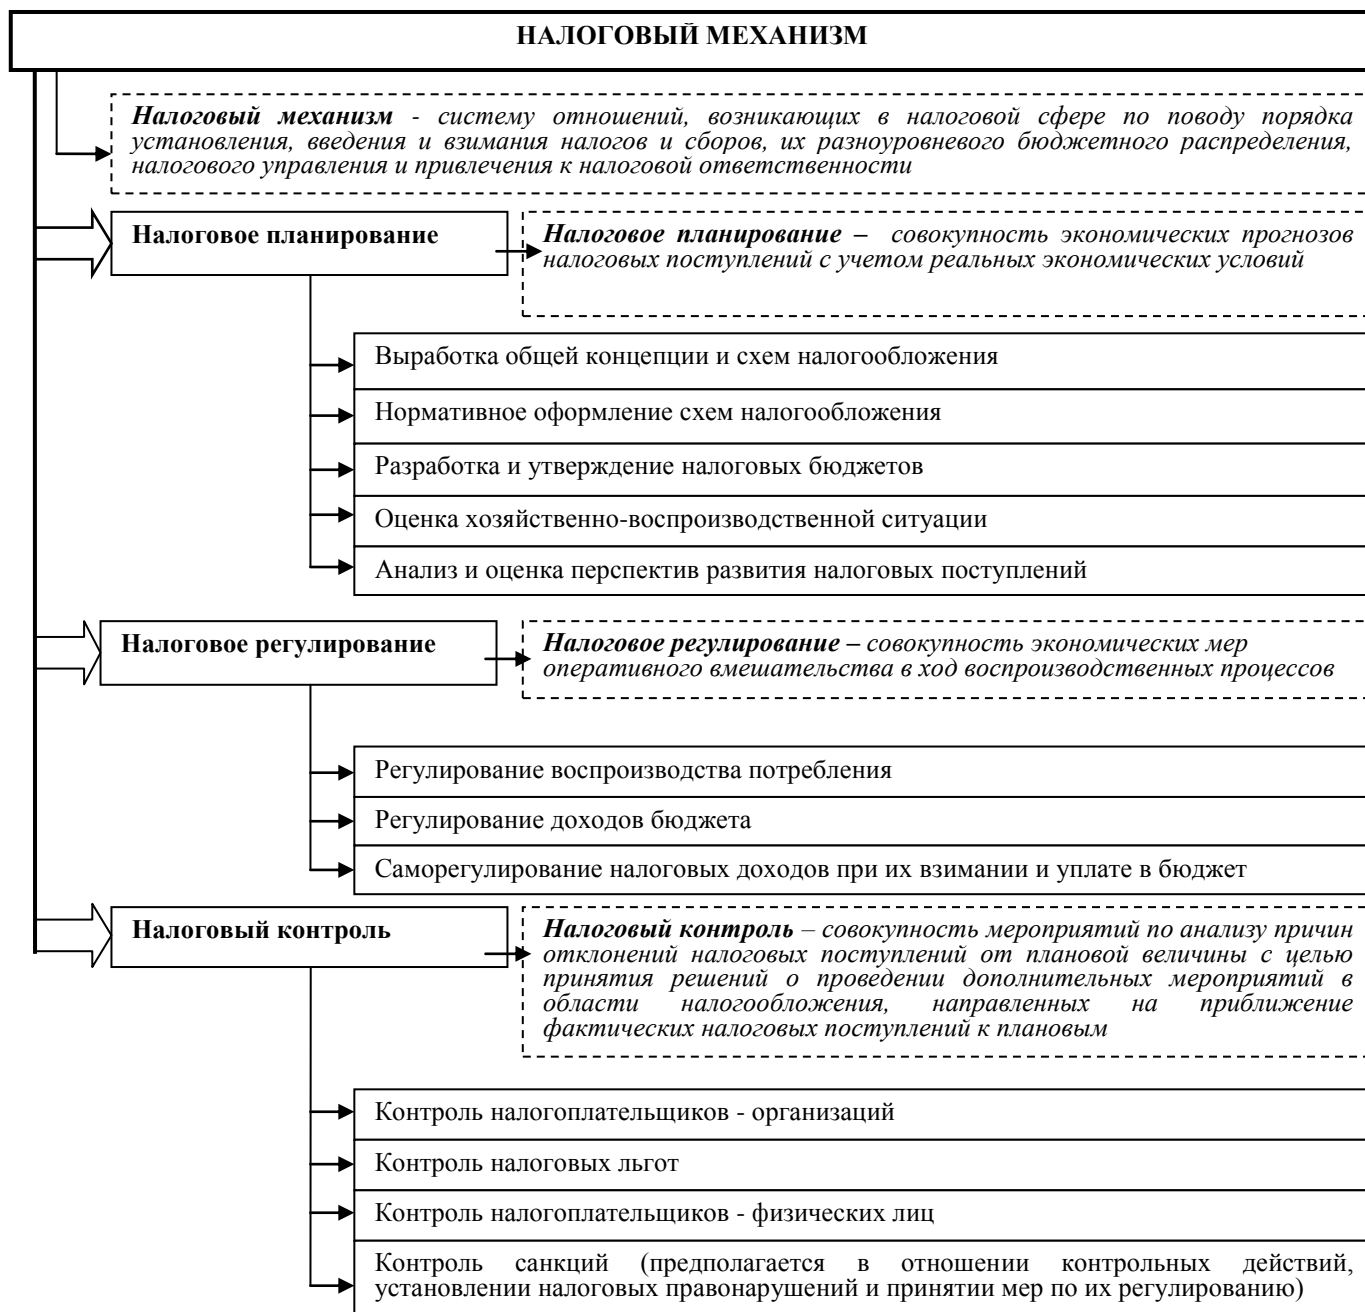 НАЛОГОВЫЙ МЕХАНИЗМ
Налоговый механизм - систему отношений, возникающих в налоговой сфере по поводу порядка
установления, введения и взимания налогов и сборов, их разноуровневого бюджетного распределения,
налогового управления и привлечения к налоговой ответственности
Налоговое планирование
Налоговое планирование – совокупность экономических прогнозов
налоговых поступлений с учетом реальных экономических условий
Выработка общей концепции и схем налогообложения
Нормативное оформление схем налогообложения
Разработка и утверждение налоговых бюджетов
Оценка хозяйственно-воспроизводственной ситуации
Анализ и оценка перспектив развития налоговых поступлений
Налоговое регулирование
Налоговое регулирование – совокупность экономических мер
оперативного вмешательства в ход воспроизводственных процессов
Регулирование воспроизводства потребления
Регулирование доходов бюджета
Саморегулирование налоговых доходов при их взимании и уплате в бюджет
Налоговый контроль
Налоговый контроль – совокупность мероприятий по анализу причин
отклонений налоговых поступлений от плановой величины с целью
принятия решений о проведении дополнительных мероприятий в
области налогообложения, направленных на приближение
фактических налоговых поступлений к плановым
Контроль налогоплательщиков - организаций
Контроль налоговых льгот
Контроль налогоплательщиков - физических лиц
Контроль санкций (предполагается в отношении контрольных действий,
установлении налоговых правонарушений и принятии мер по их регулированию)